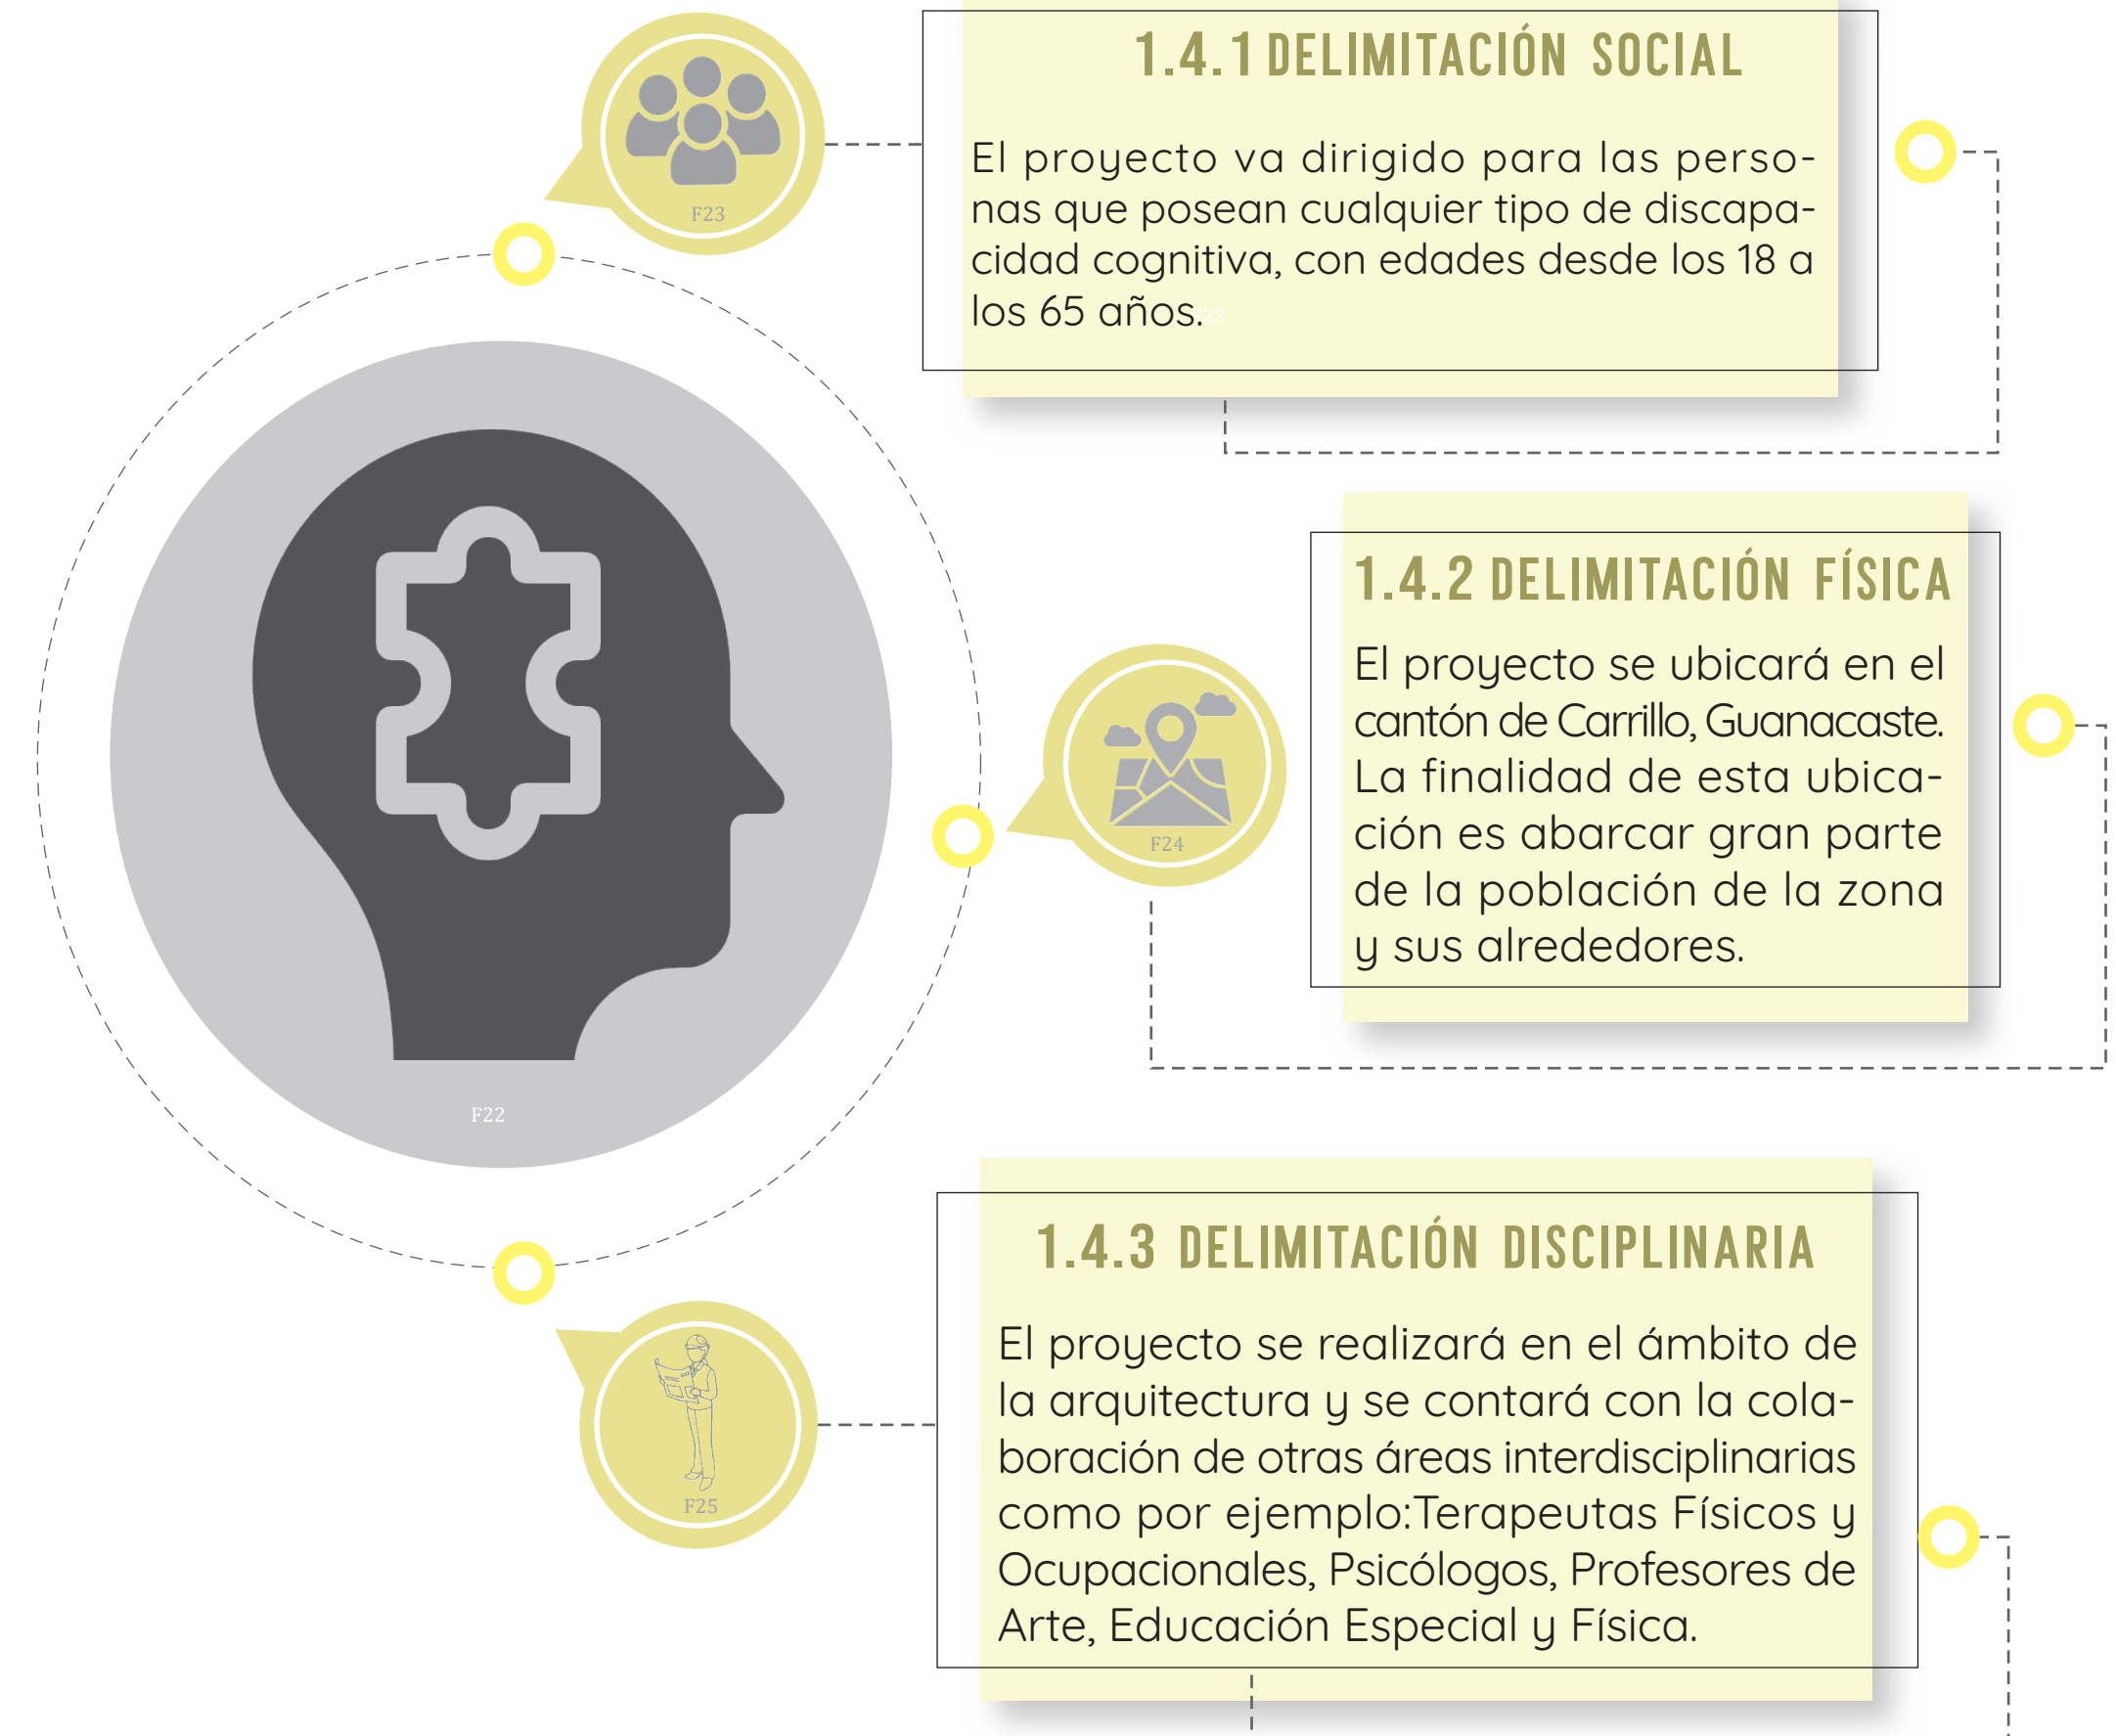 1.4.1 DELIMITACIÓN SOCIAL
El proyecto va dirigido para las perso-
nas que posean cualquier tipo de discapa-
cidad cognitiva, con edades desde los 18 a
los 65 años.
F23
F23
1.4.2 DELIMITACIÓN FÍSICA
El proyecto se ubicará en el
cantón de Carrillo, Guanacaste.
La finalidad de esta ubica-
ción es abarcar gran parte
de la población de la zona
y sus alrededores.
F24
F22
1.4.3 DELIMITACIÓN DISCIPLINARIA
El proyecto se realizará en el ámbito de
la arquitectura y se contará con la cola-
boración de otras áreas interdisciplinarias
como por ejemplo:Terapeutas Físicos y
Ocupacionales, Psicólogos, Profesores de
Arte, Educación Especial y Física.
F25